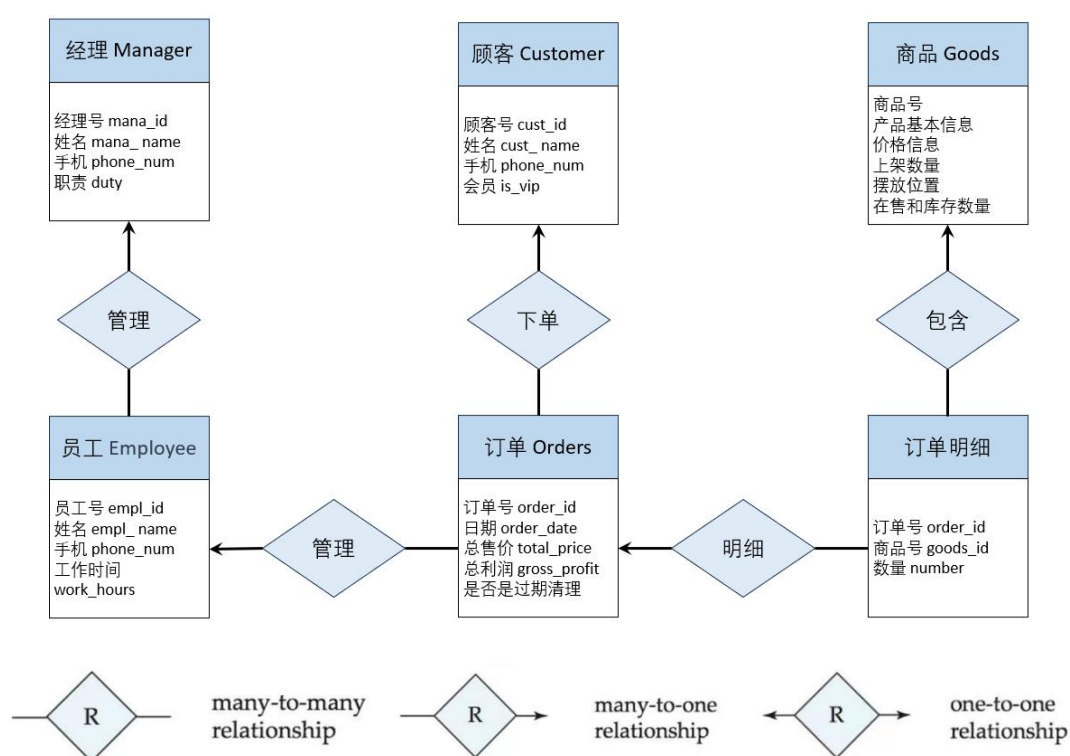 经理 Manager
经理号 mana_id
姓名 mana_ name
手机 phone_num
职责 duty
顾客 Customer
顾客号 cust_id
姓名 cust_ name
手机 phone_num
会员 is_vip
商品 Goods
商品号
产品基本信息
价格信息
上架数量
摆放位置
在售和库存数量
管理
下单
包含
员工 Employee
员工号 empl_id
姓名 empl_ name
手机 phone_num
工作时间
work_hours
管理
订单 Orders
订单号 order_id
日期 order_date
总售价 total_price
总利润 gross_profit
是否是过期清理
明细
订单明细
订单号 order_id
商品号 goods_id
数量 number
R
many-to-many
relationship
R
many-to-one
relationship
R
one-to-one
relationship